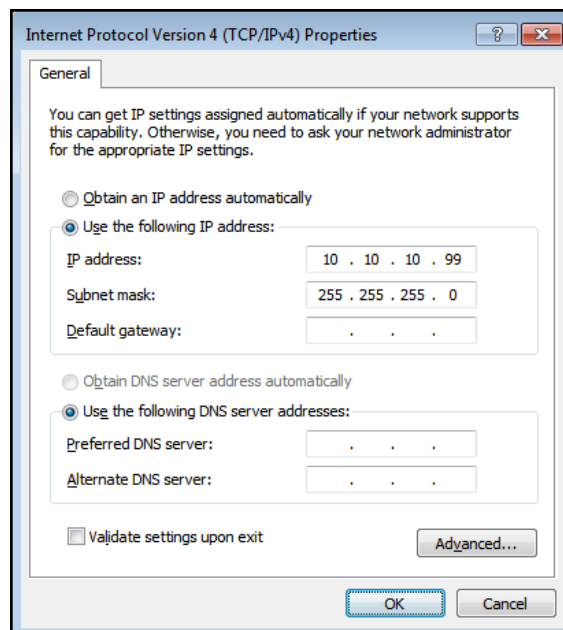 Internet Protocol Version 4 (TCP/IPv4) Properties
General
You can get IP settings assigned automatically if your network supports
this capability. Otherwise, you need to ask your network administrator
for the appropriate IP settings.
Obtain an IP address automatically
Use the following IP address:
IP address: 10 . 10 . 10 . 99
Subnet mask: 255 . 255 . 255 . 0
Default gateway: . . .
Obtain DNS server address automatically
Use the following DNS server addresses:
Preferred DNS server: . . .
Alternate DNS server: . . .
Validate settings upon exit
Advanced...
OK Cancel